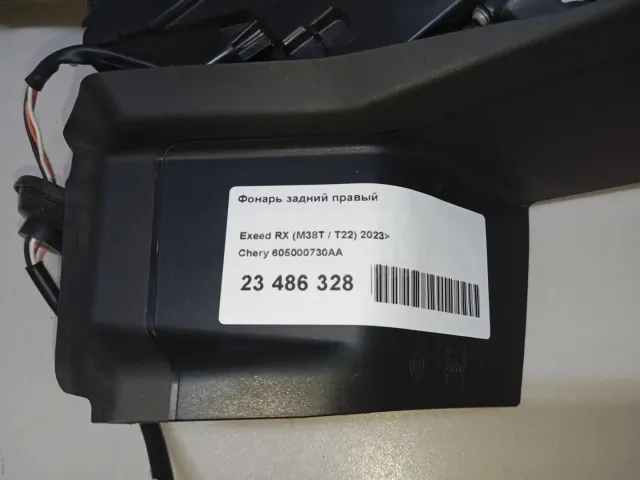 Фонарь задний правый
Exeed RX (M38T / T22) 2023>
Chery 605000730AA
23 486 328